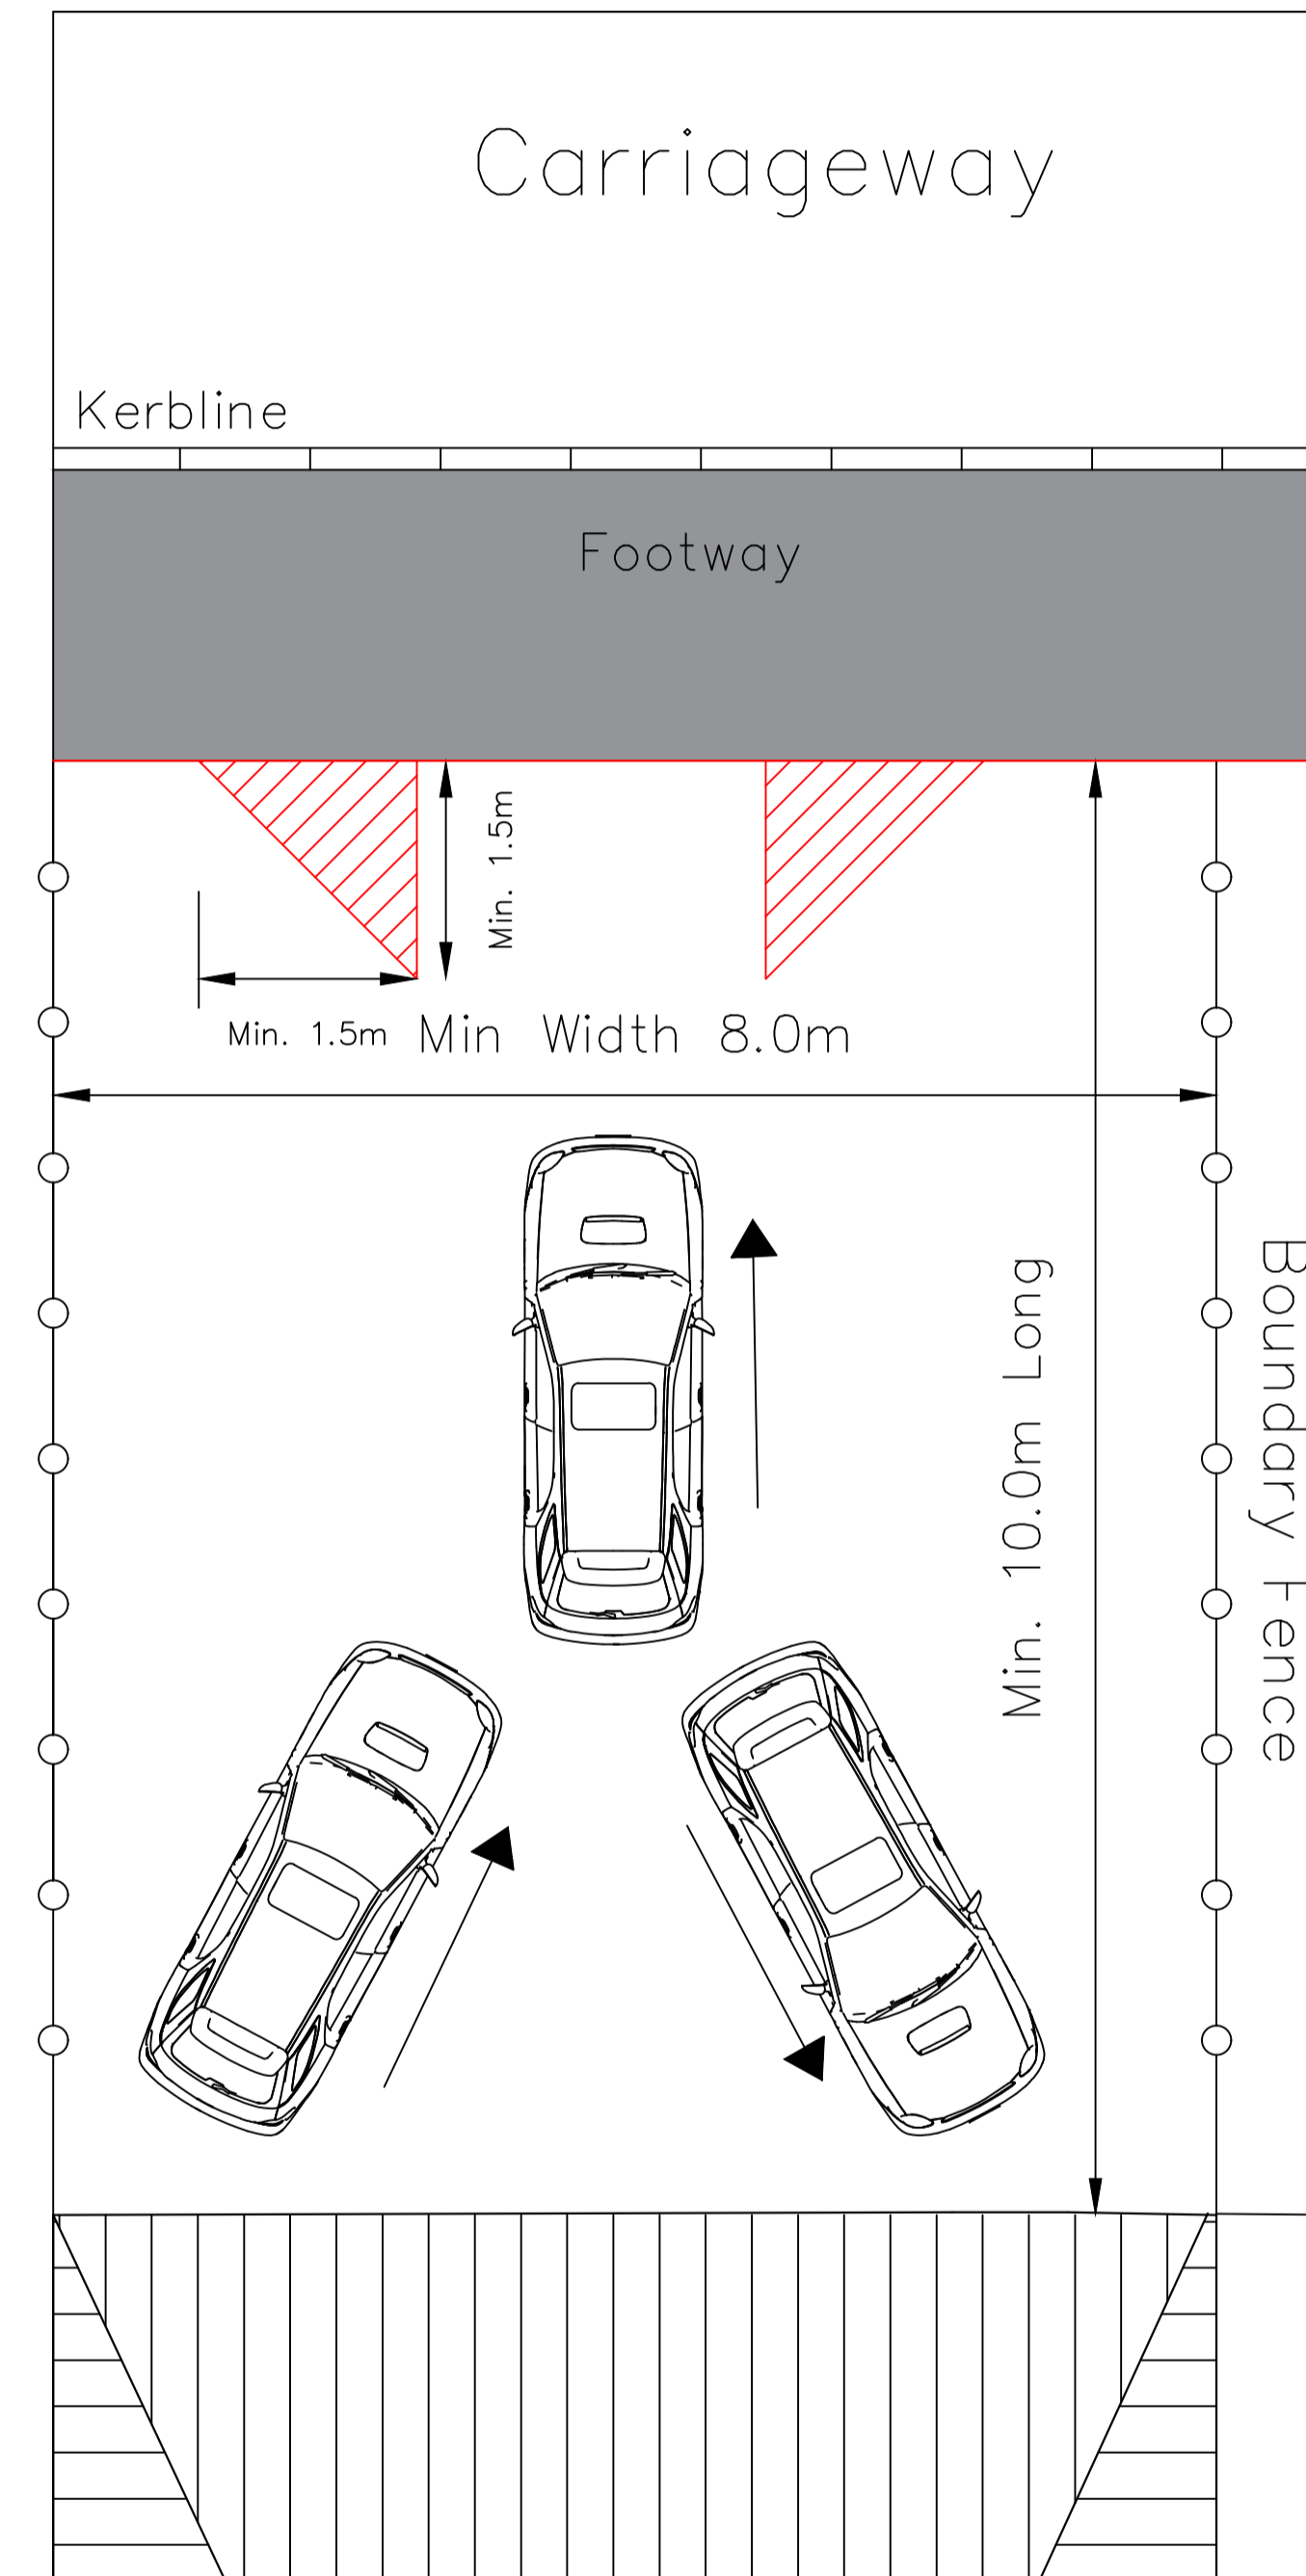 Carriageway
Kerbline
Footway
Min. 1.5m
Min. 1.5m
Min Width 8.0m
Min. 10.0m Long
Boundary Fence